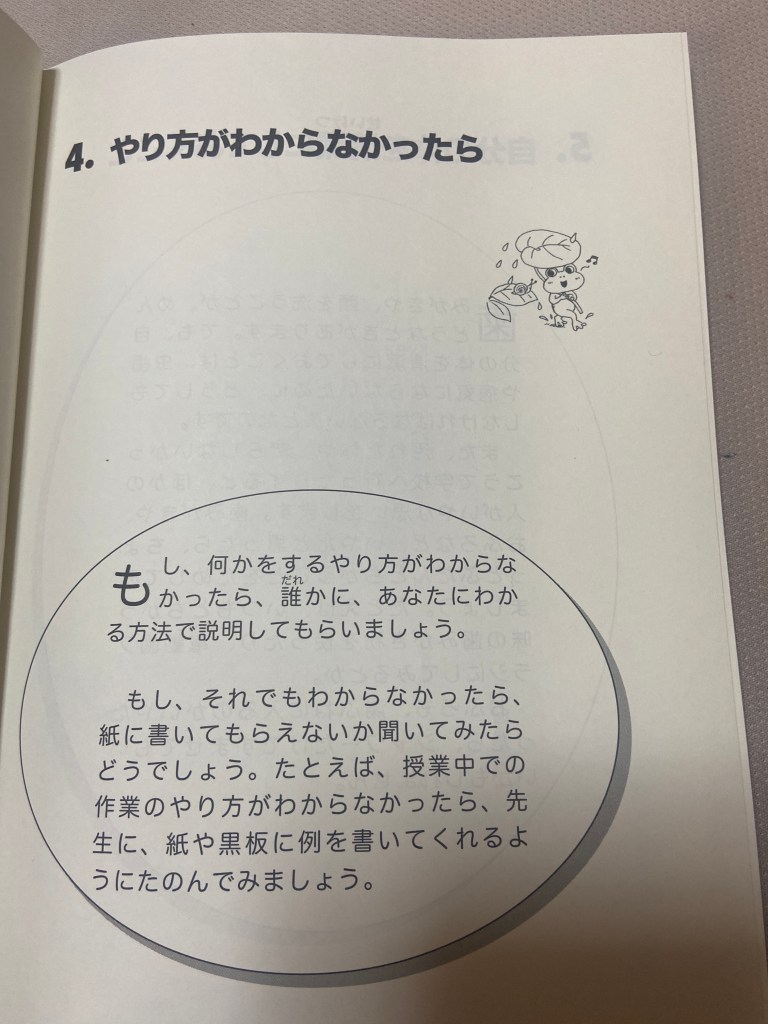 4. やり方がわからなかったら
もし、何かをするやり方がわからな
かったら、誰かに、あなたにわか
だれ
る方法で説明してもらいましょう。
もし、それでもわからなかったら、
紙に書いてもらえないか聞いてみたら
どうでしょう。たとえば、授業中での
作業のやり方がわからなかったら、先
生に、紙や黒板に例を書いてくれるよ
うにたのんでみましょう。